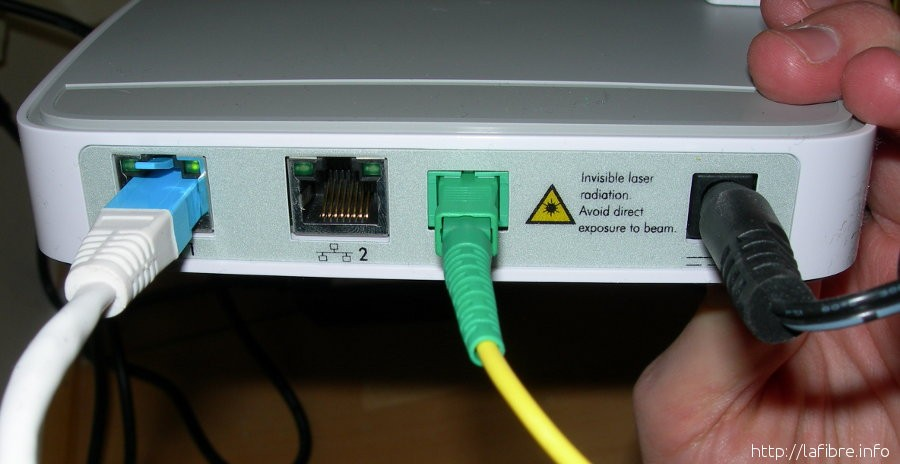 Invisible laser
radiation.
Avoid direct
exposure to beam.
2
http://lafibre.info